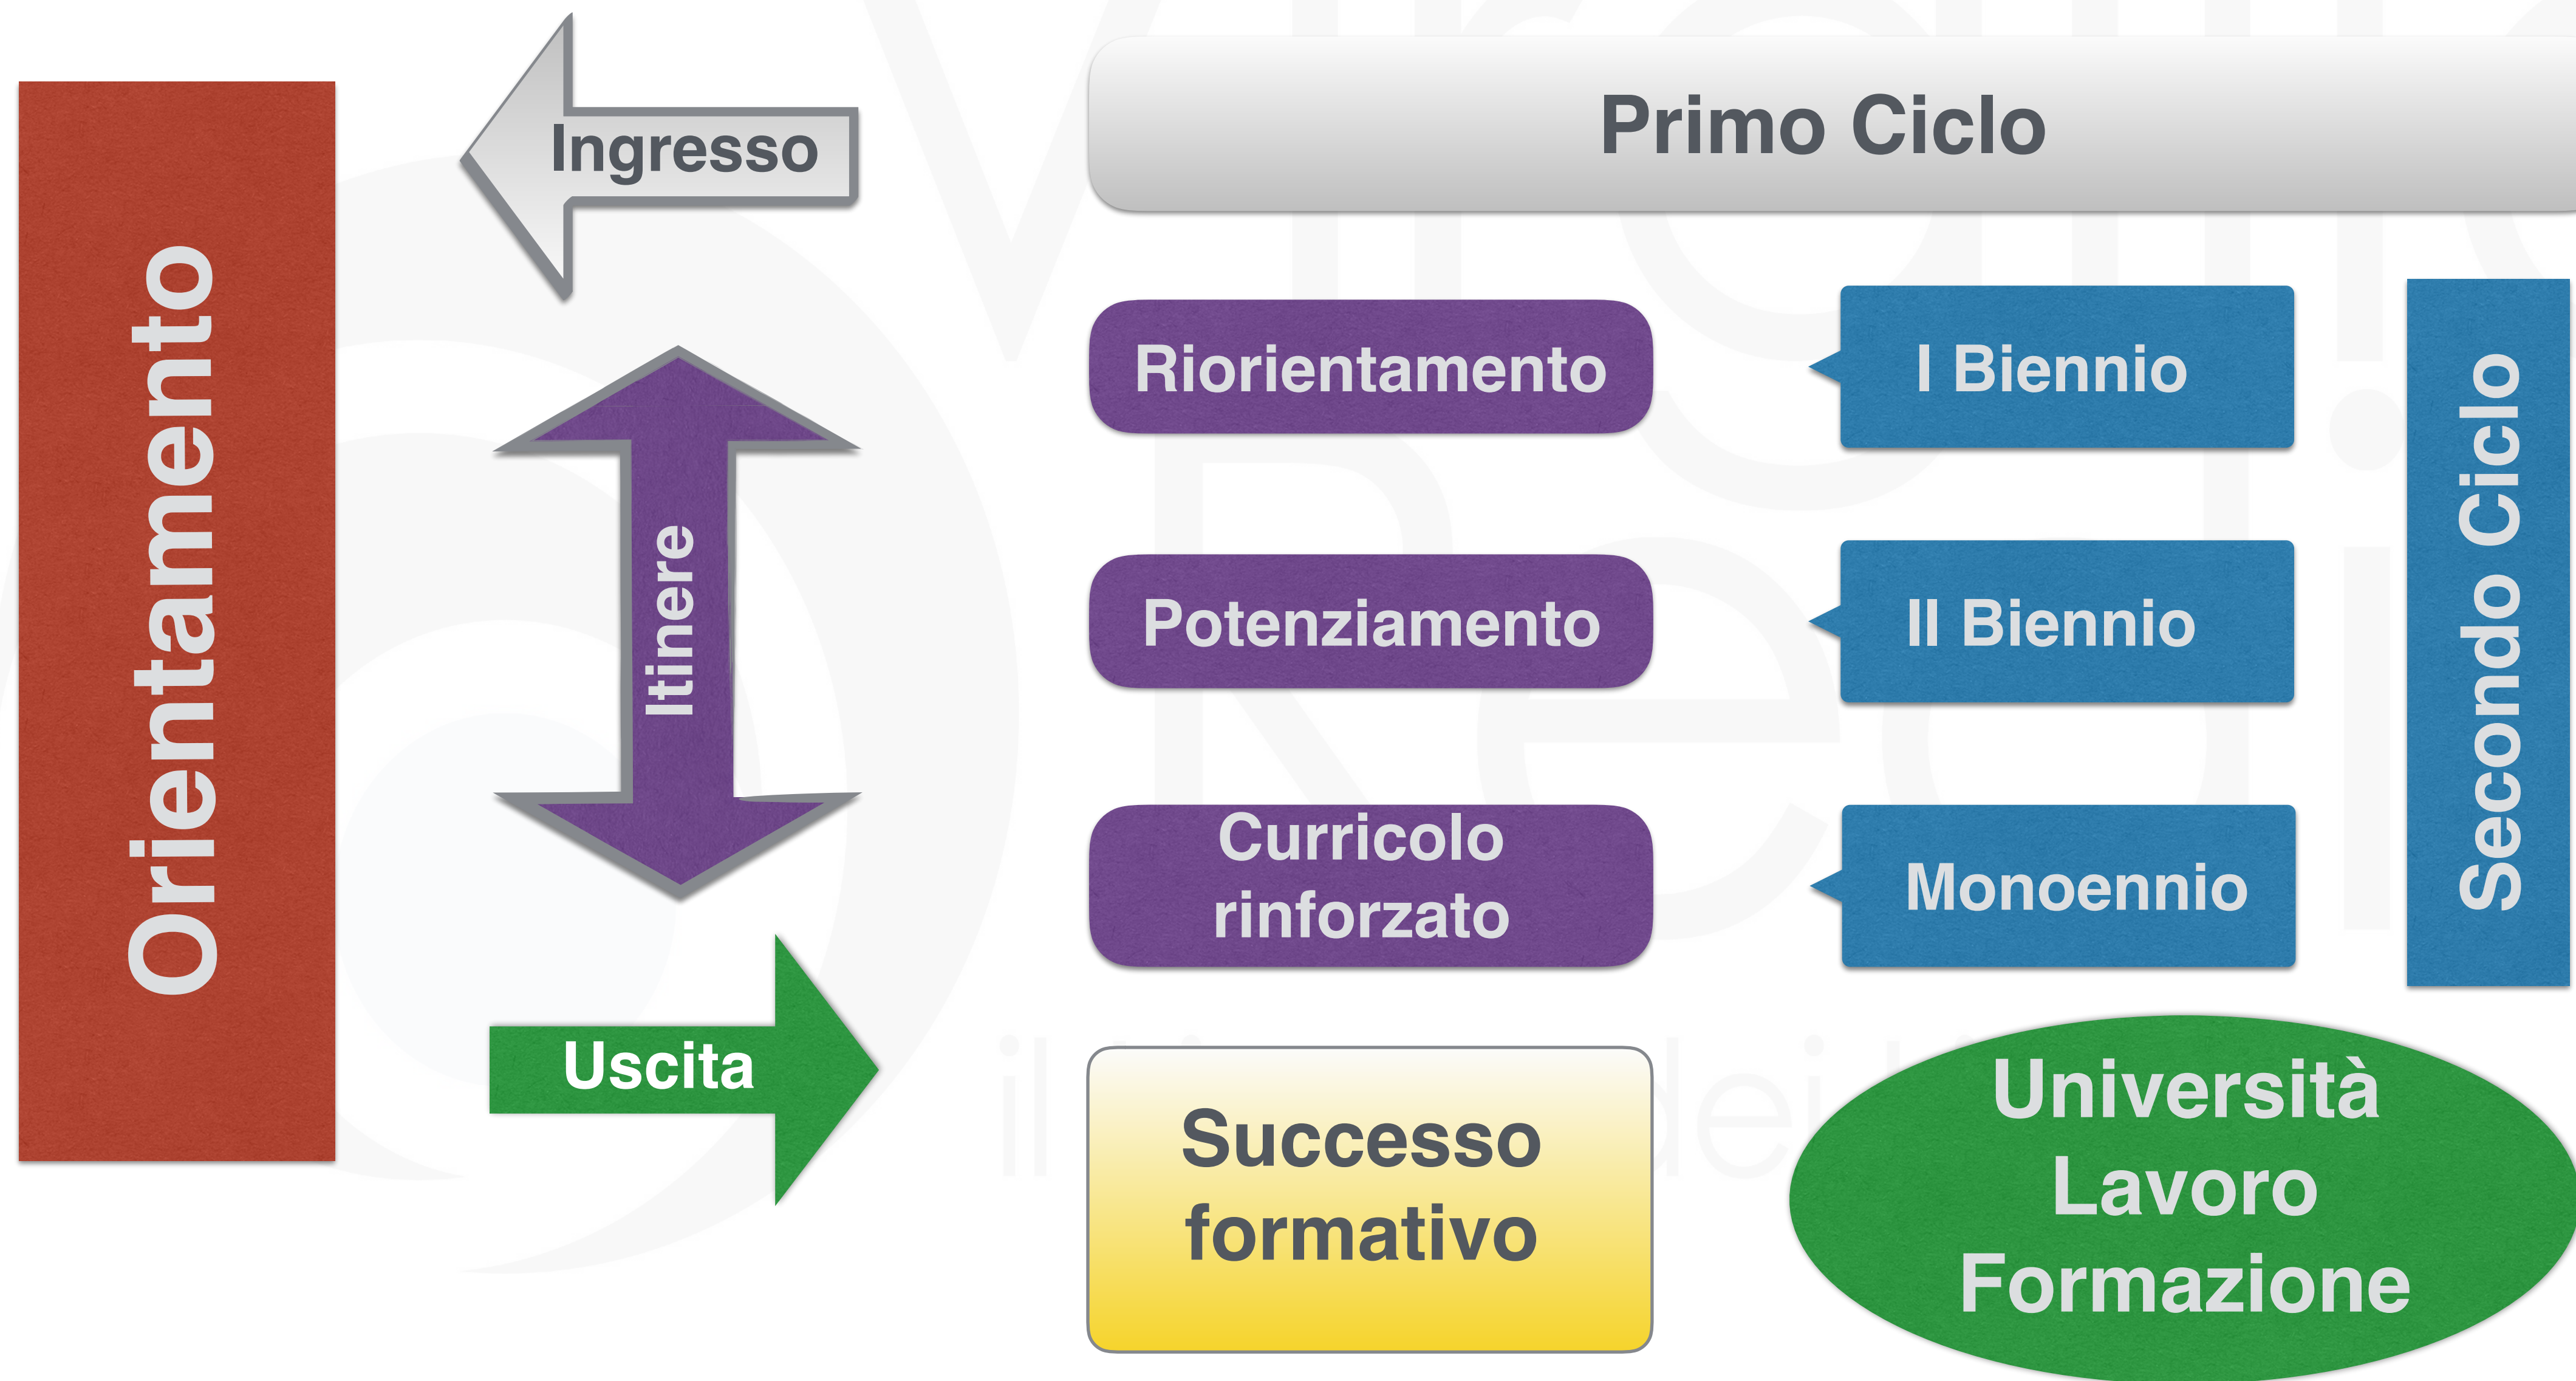 Orientamento
Ingresso
Primo Ciclo
Itinere
Riorientamento
I Biennio
Potenziamento
II Biennio
Curricolo
rinforzato
Monoennio
Secondo Ciclo
Uscita
Successo
formativo
Università
Lavoro
Formazione